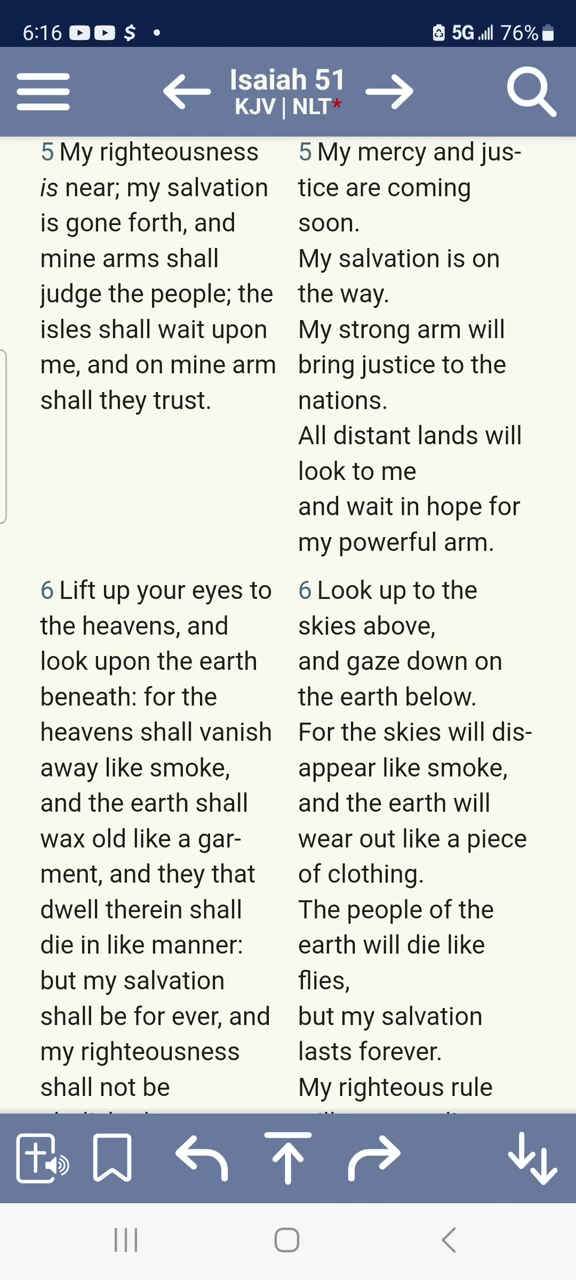 6:16
5G 76%
Isaiah 51
KJV | NLT*
5 My righteousness
is near; my salvation
is gone forth, and
mine arms shall
judge the people; the
isles shall wait upon
me, and on mine arm
shall they trust.
5 My mercy and jus-
tice are coming
soon.
My salvation is on
the way.
My strong arm will
bring justice to the
nations.
All distant lands will
look to me
and wait in hope for
my powerful arm.
6 Lift up your eyes to
the heavens, and
look upon the earth
beneath: for the
heavens shall vanish
away like smoke,
and the earth shall
wax old like a gar-
ment, and they that
dwell therein shall
die in like manner:
but my salvation
shall be for ever, and
my righteousness
shall not be
6 Look up to the
skies above,
and gaze down on
the earth below.
For the skies will dis-
appear like smoke,
and the earth will
wear out like a piece
of clothing.
The people of the
earth will die like
flies,
but my salvation
lasts forever.
My righteous rule